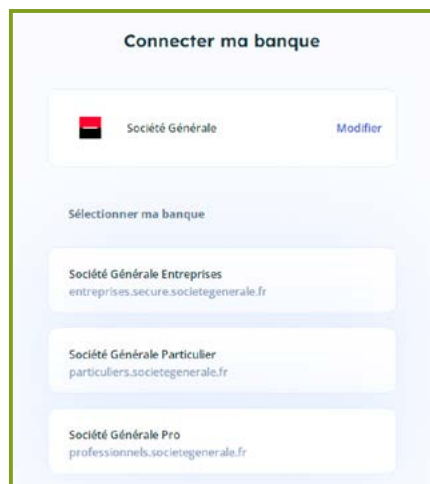 Connecter ma banque
Société Générale Modifier
Sélectionner ma banque
Société Générale Entreprises
entreprises.secure.societegenerale.fr
Société Générale Particulier
particuliers.societegenerale.fr
Société Générale Pro
professionnels.societegenerale.fr